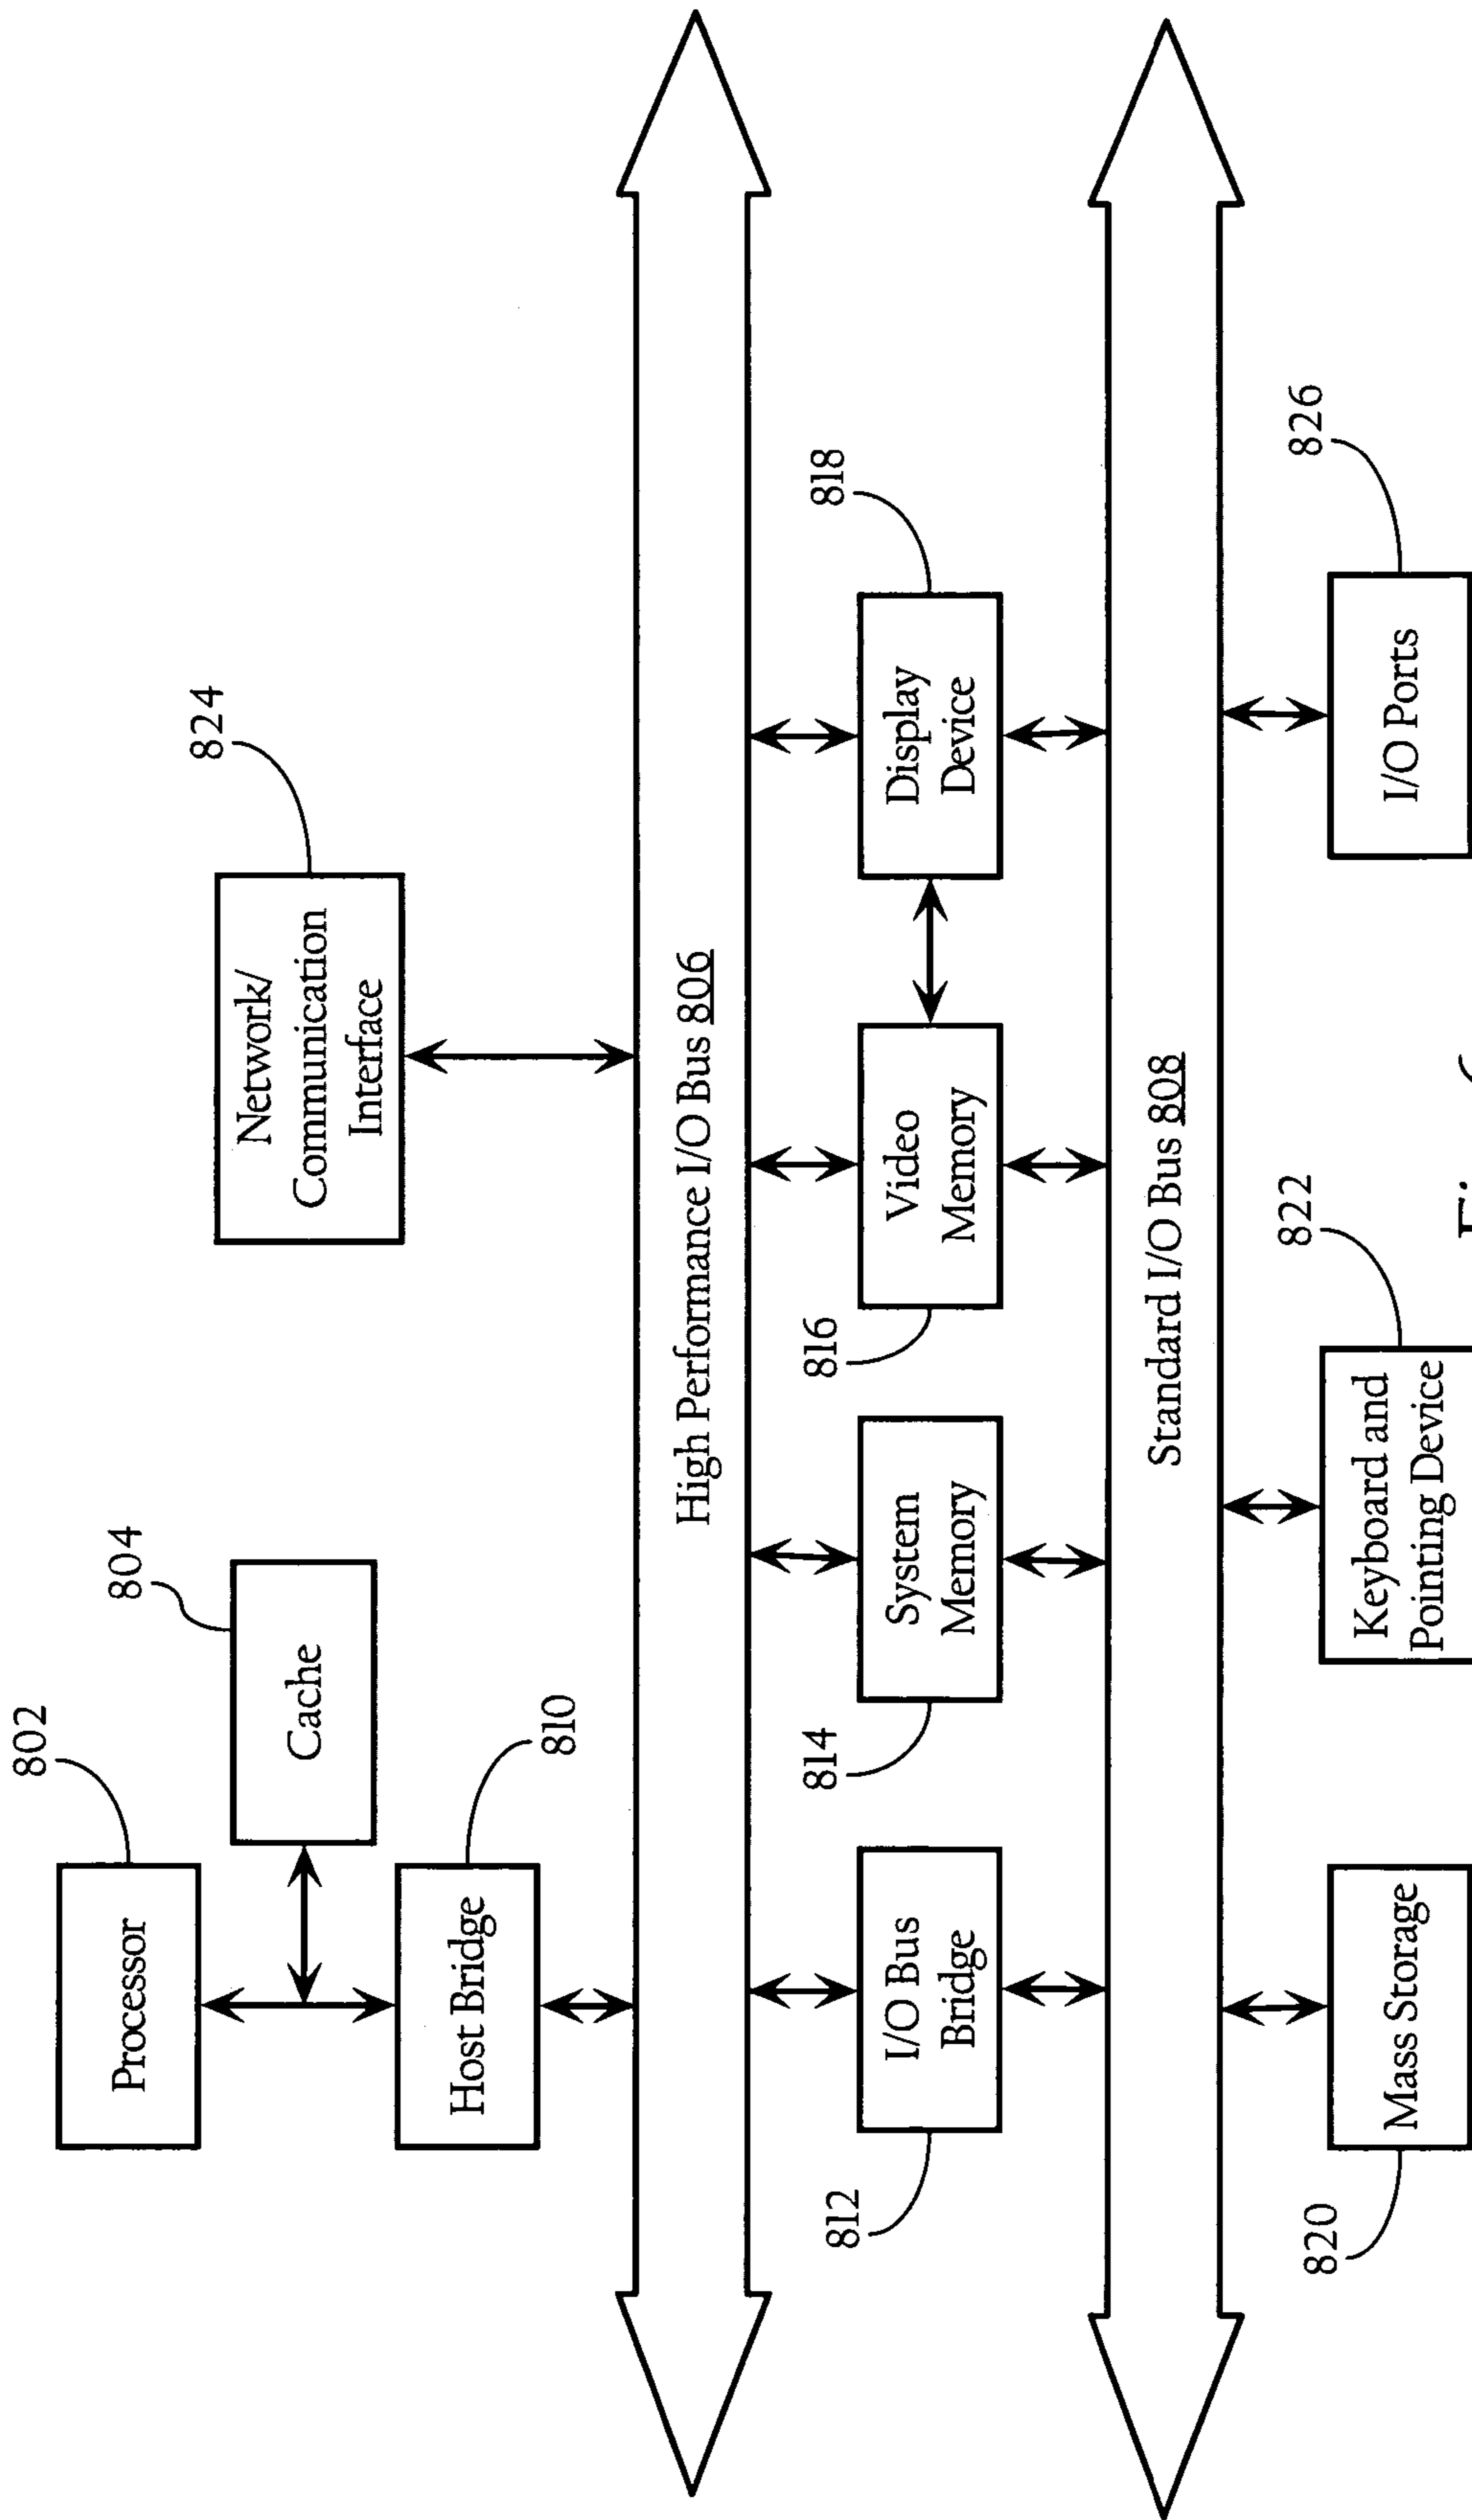 802
Processor
804
Cache
Host Bridge
810
824
Network/
Communication
Interface
High Performance I/O Bus 806
812
I/O Bus
Bridge
814
System
Memory
816
Video
Memory
818
Display
Device
Standard I/O Bus 808
820
Mass Storage
822
Keyboard and
Pointing Device
826
I/O Ports